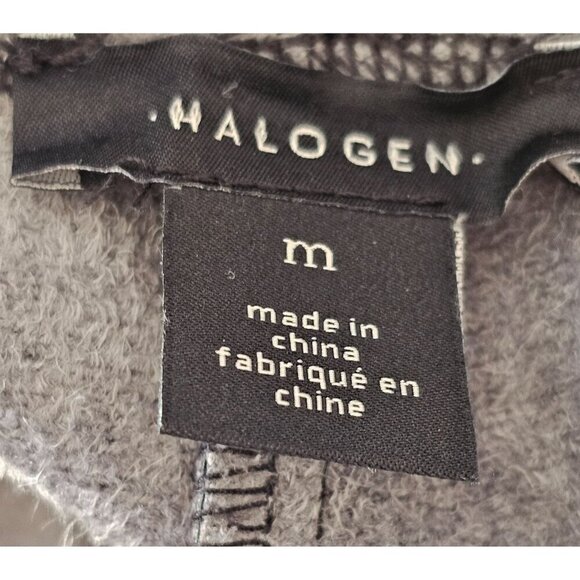 ·HALOGEN·
m
made in
china
fabriqué en
chine